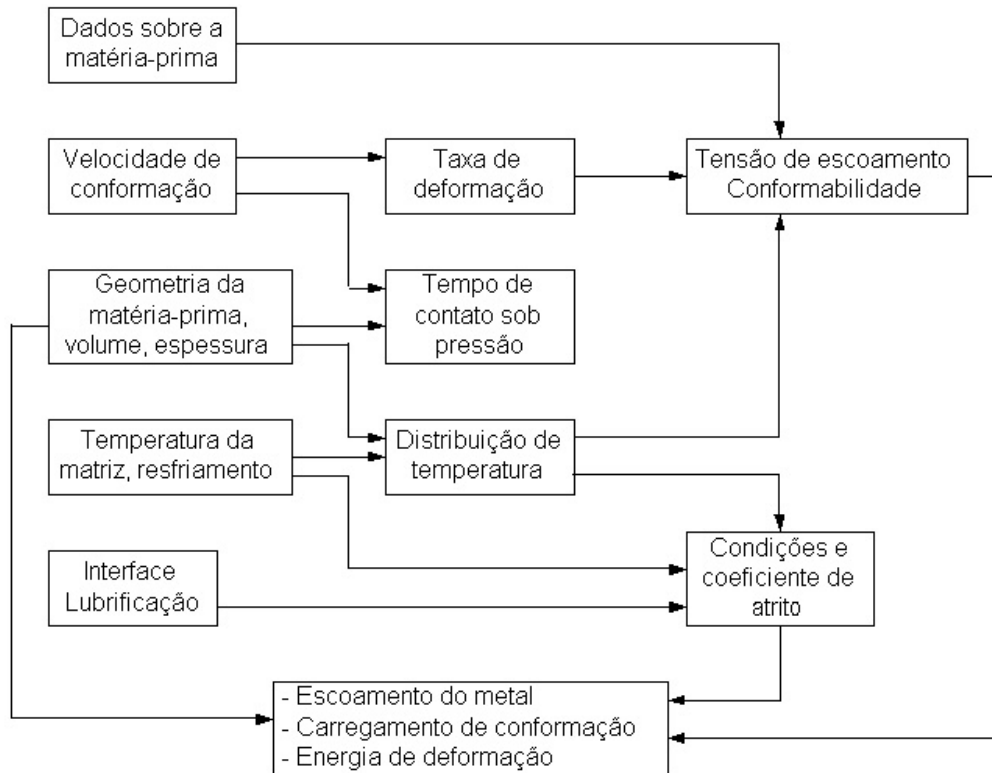 Dados sobre a
matéria-prima
Velocidade de
conformação
Taxa de
deformação
Tensão de escoamento
Conformabilidade
Geometria da
matéria-prima,
volume, espessura
Tempo de
contato sob
pressão
Temperatura da
matriz, resfriamento
Distribuição de
temperatura
Interface
Lubrificação
Condições e
coeficiente de
atrito
- Escoamento do metal
- Carregamento de conformação
- Energia de deformação